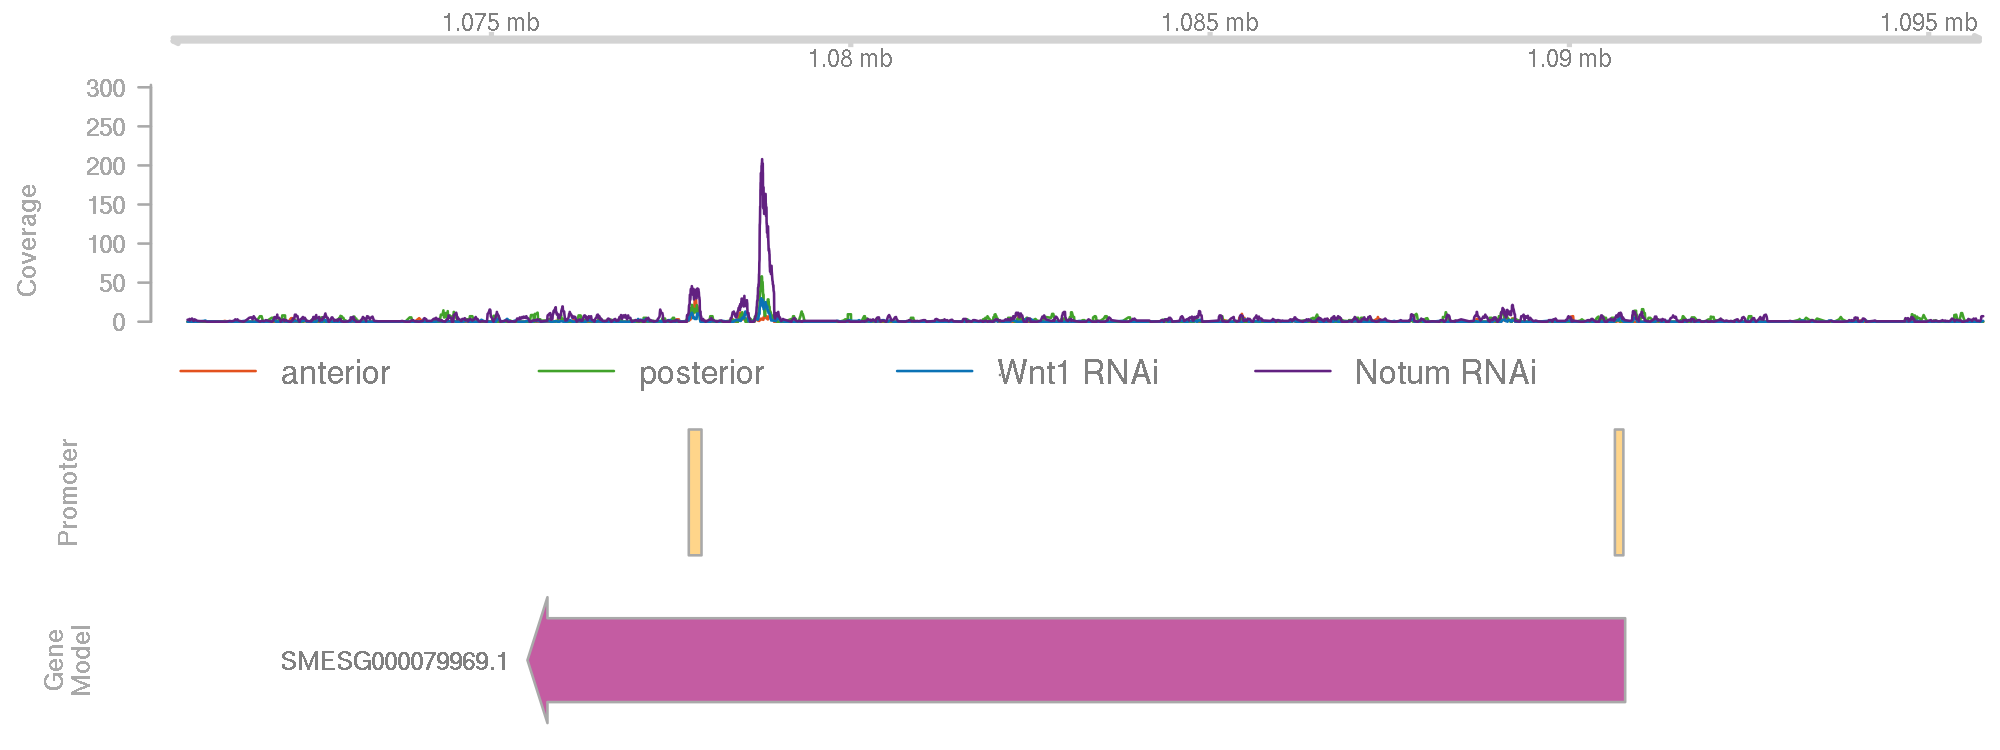 1.075 mb
1.085 mb
1.095 mb
1.08 mb
1.09 mb
Coverage
300
250
200
150
100
50
0
anterior
posterior
Wnt1 RNAi
Notum RNAi
Promoter
Gene
Model
SMESG000079969.1